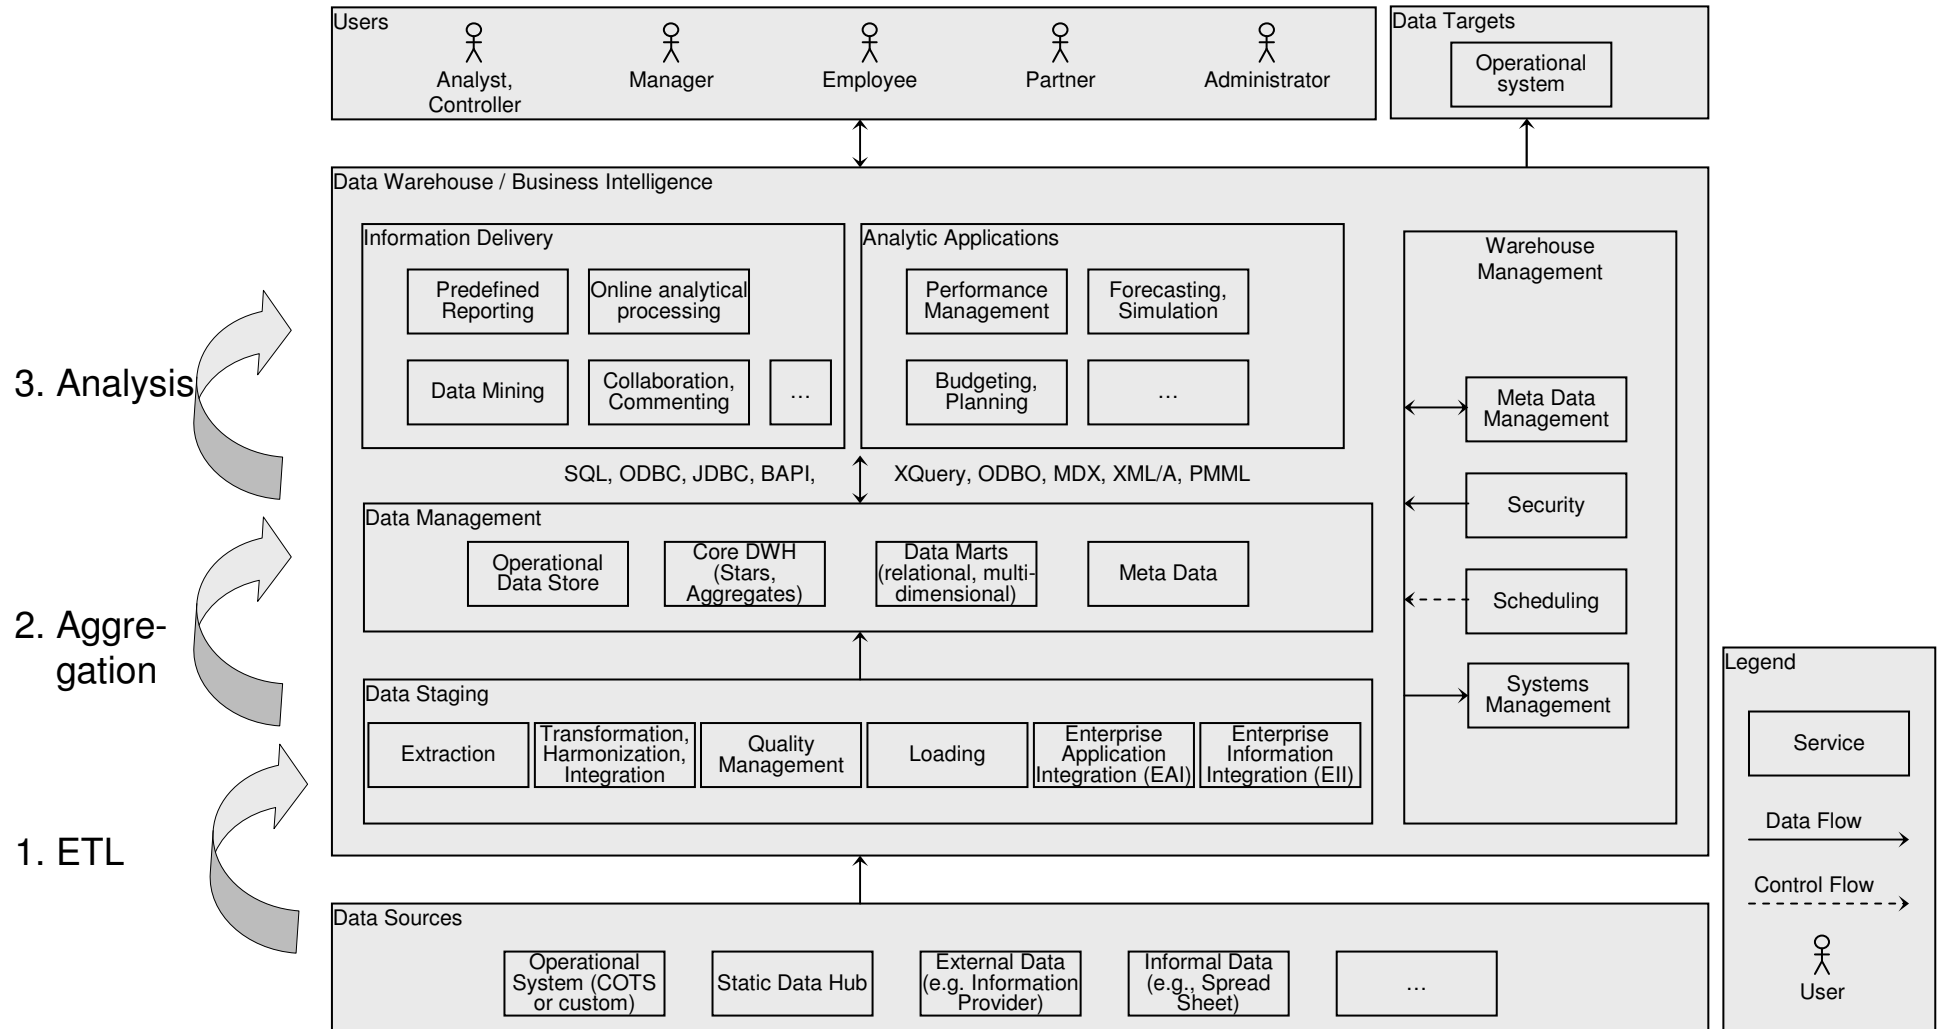 Users
Analyst,
Controller
Manager
Employee
Partner
Administrator
Data Targets
Operational
system
Data Warehouse / Business Intelligence
Information Delivery
Predefined
Reporting
Online analytical
processing
Data Mining
Collaboration,
Commenting
…
Analytic Applications
Performance
Management
Forecasting,
Simulation
Budgeting,
Planning
…
Warehouse
Management
Meta Data
Management
Security
Scheduling
Systems
Management
3. Analysis
SQL, ODBC, JDBC, BAPI,
XQuery, ODBO, MDX, XML/A, PMML
Data Management
Operational
Data Store
Core DWH
(Stars,
Aggregates)
Data Marts
(relational, multi-
dimensional)
Meta Data
2. Aggre-
gation
Data Staging
Extraction
Transformation,
Harmonization,
Integration
Quality
Management
Loading
Enterprise
Application
Integration (EAI)
Enterprise
Information
Integration (EII)
1. ETL
Data Sources
Operational
System (COTS
or custom)
Static Data Hub
External Data
(e.g. Information
Provider)
Informal Data
(e.g., Spread
Sheet)
…
Legend
Service
Data Flow
Control Flow
User